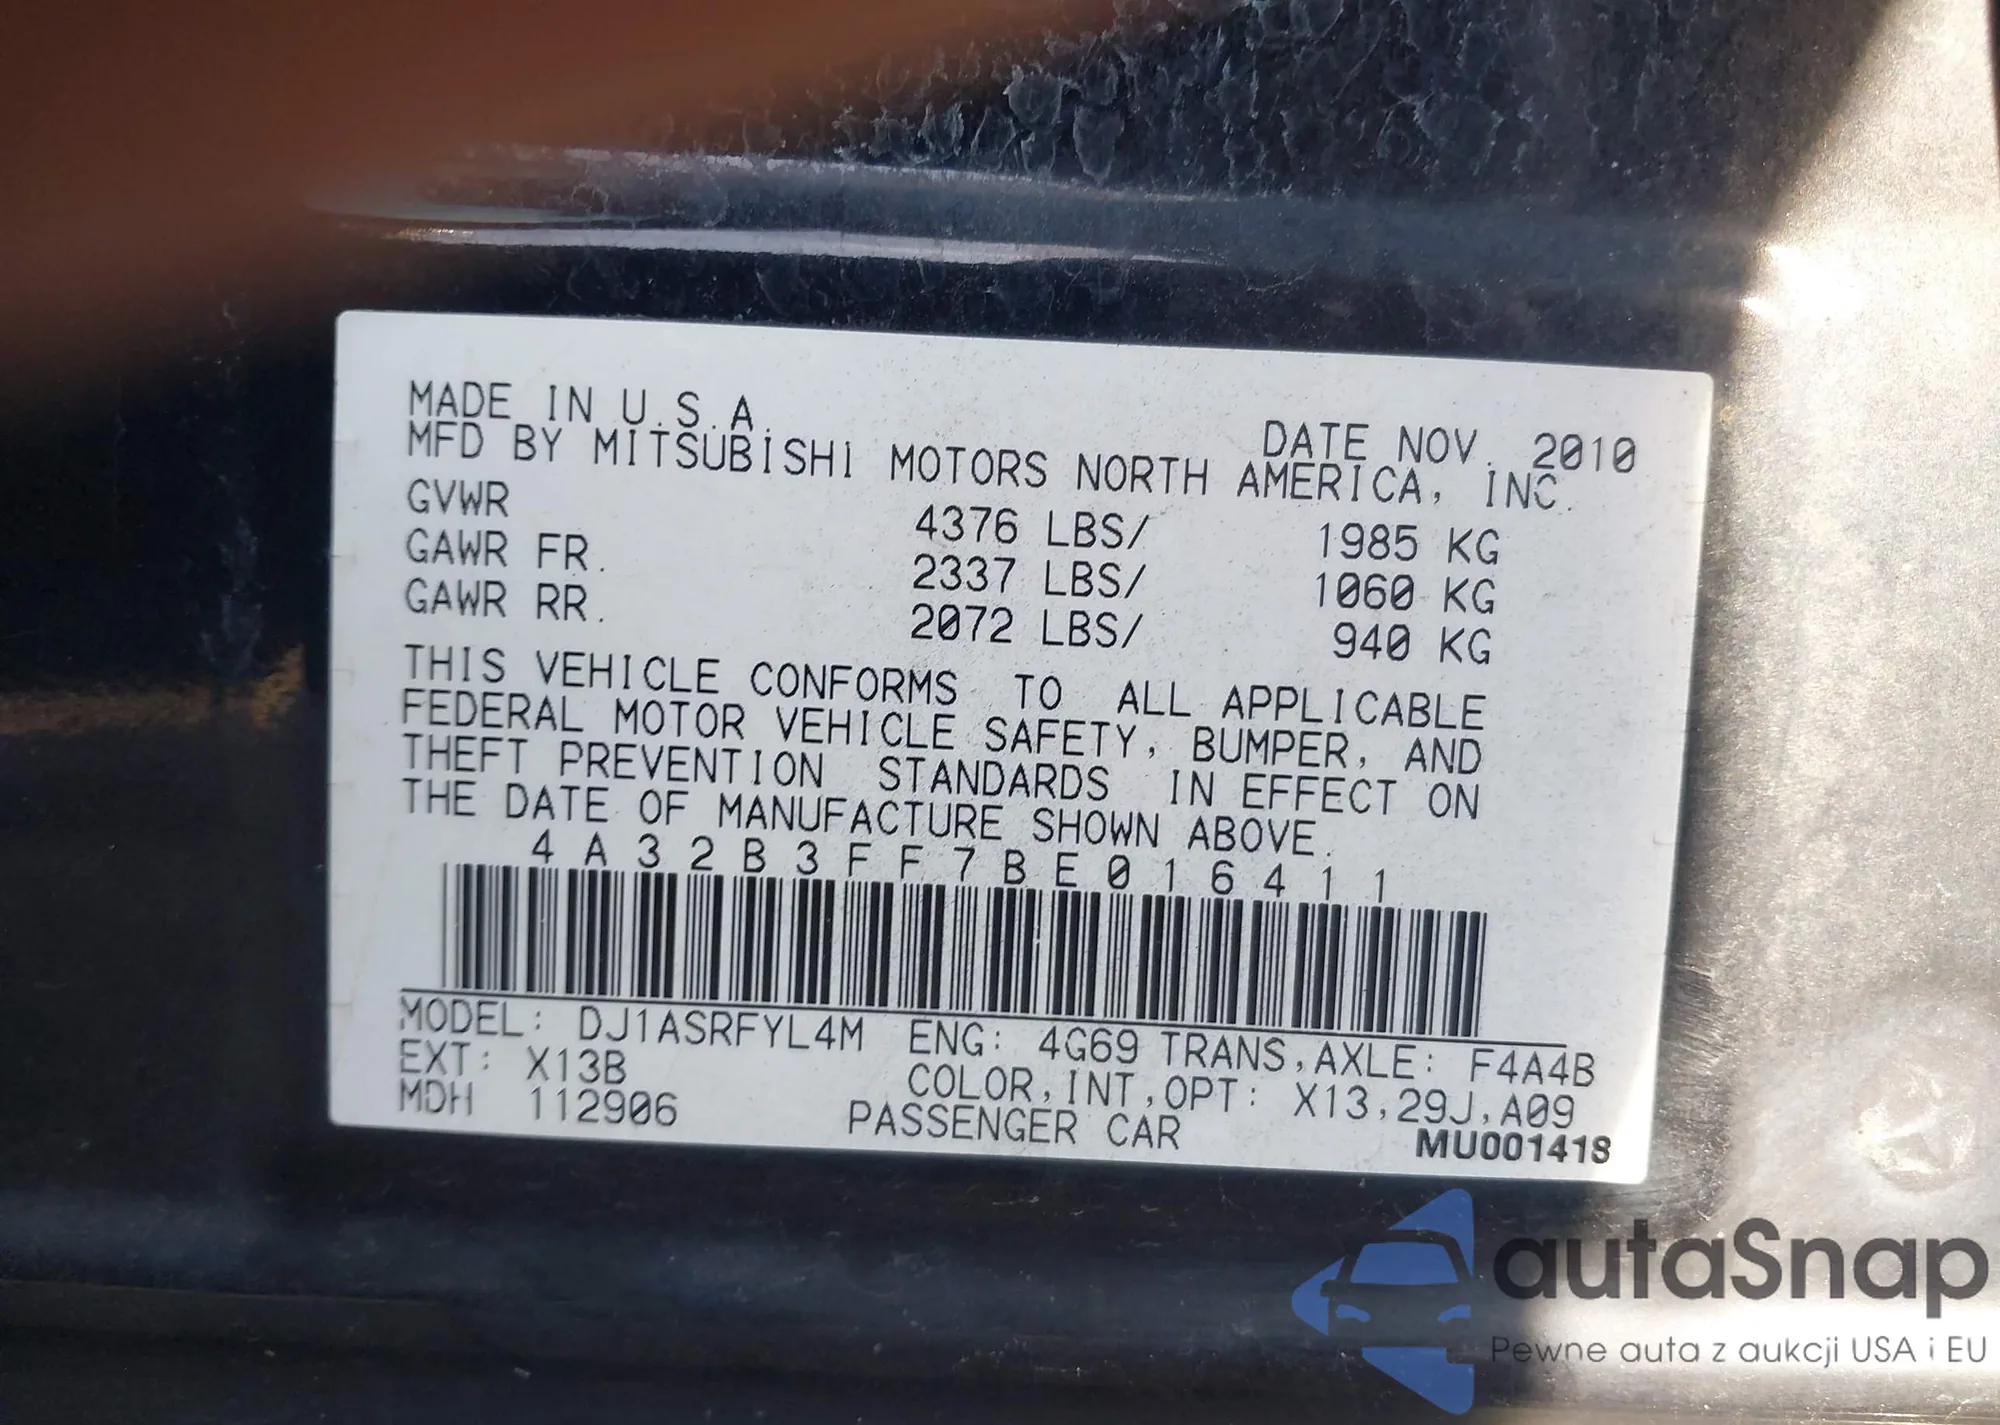 MADE IN U.S.A.
DATE NOV. 2010
MFD BY MITSUBISHI MOTORS NORTH AMERICA, INC.
GVWR 4376 LBS/ 1985 KG
GAWR FR. 2337 LBS/ 1060 KG
GAWR RR. 2072 LBS/ 940 KG
THIS VEHICLE CONFORMS TO ALL APPLICABLE
FEDERAL MOTOR VEHICLE SAFETY, BUMPER, AND
THEFT PREVENTION STANDARDS IN EFFECT ON
THE DATE OF MANUFACTURE SHOWN ABOVE.
4A32B3FF7BE016411
MODEL: DJ1ASRFYL4M ENG: 4G69 TRANS,AXLE: F4A4B
EXT: X13B COLOR,INT,OPT: X13,29J,A09
MDH 112906 PASSENGER CAR
MU001418
autaSnap
Pewne auta z aukcji USA i EU